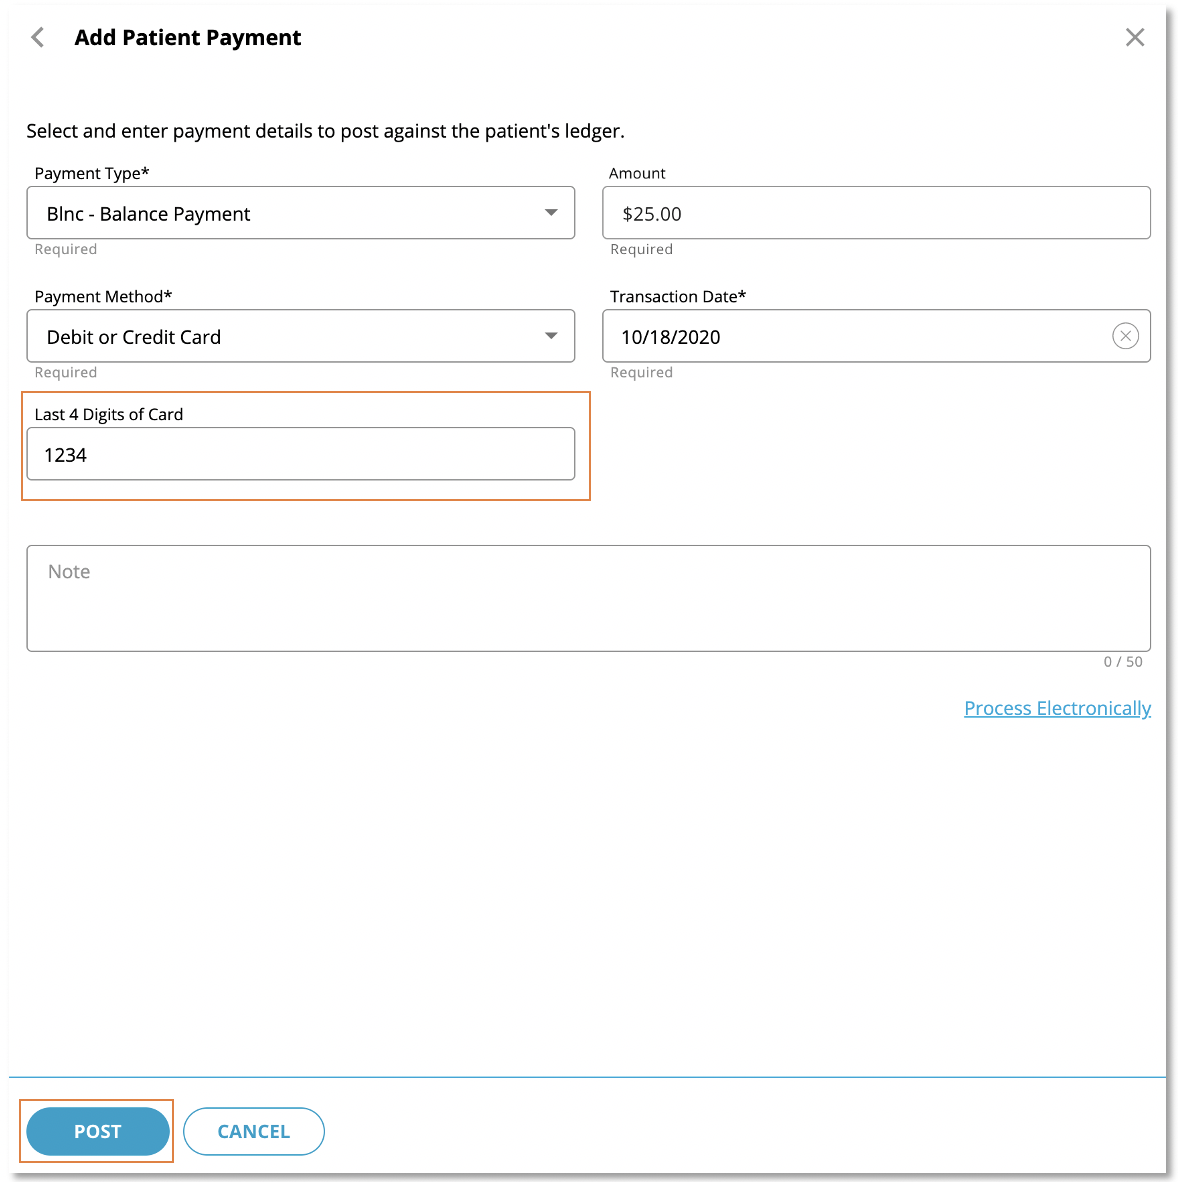 Add Patient Payment
Select and enter payment details to post against the patient's ledger.
Payment Type*
Amount
Blnc - Balance Payment
$25.00
Required
Required
Payment Method*
Transaction Date*
Debit or Credit Card
10/18/2020
Required
Required
Last 4 Digits of Card
1234
Note
0 / 50
Process Electronically
POST
CANCEL